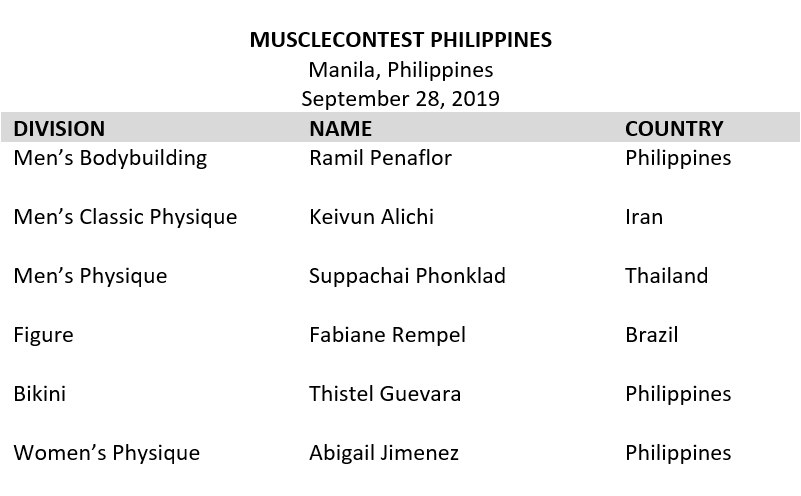 MUSCLECONTEST PHILIPPINES
Manila, Philippines
September 28, 2019
DIVISION NAME COUNTRY
Men’s Bodybuilding Ramil Penaflor Philippines
Men’s Classic Physique Keivun Alichi Iran
Men’s Physique Suppachai Phonklad Thailand
Figure Fabiane Rempel Brazil
Bikini Thistel Guevara Philippines
Women’s Physique Abigail Jimenez Philippines